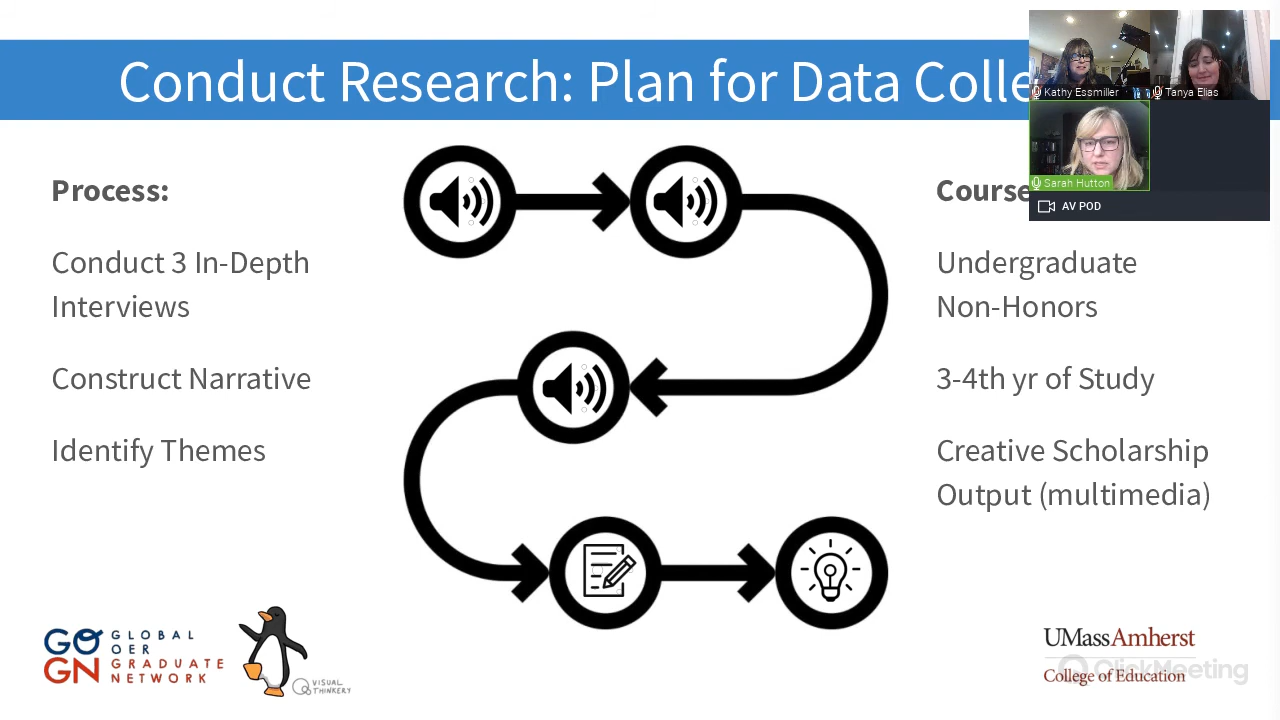 Conduct Research: Plan for Data Colle
Kathy Essmiller
Tanya Elias
Sarah Hutton
AV POD
Process:
Conduct 3 In-Depth
Interviews
Construct Narrative
Identify Themes
Course
Undergraduate
Non-Honors
3-4th yr of Study
Creative Scholarship
Output (multimedia)
GO
GN
GLOBAL
OER
GRADUATE
NETWORK
VISUAL
THINKERY
UMassAmherst
College of Education
ClickMeeting